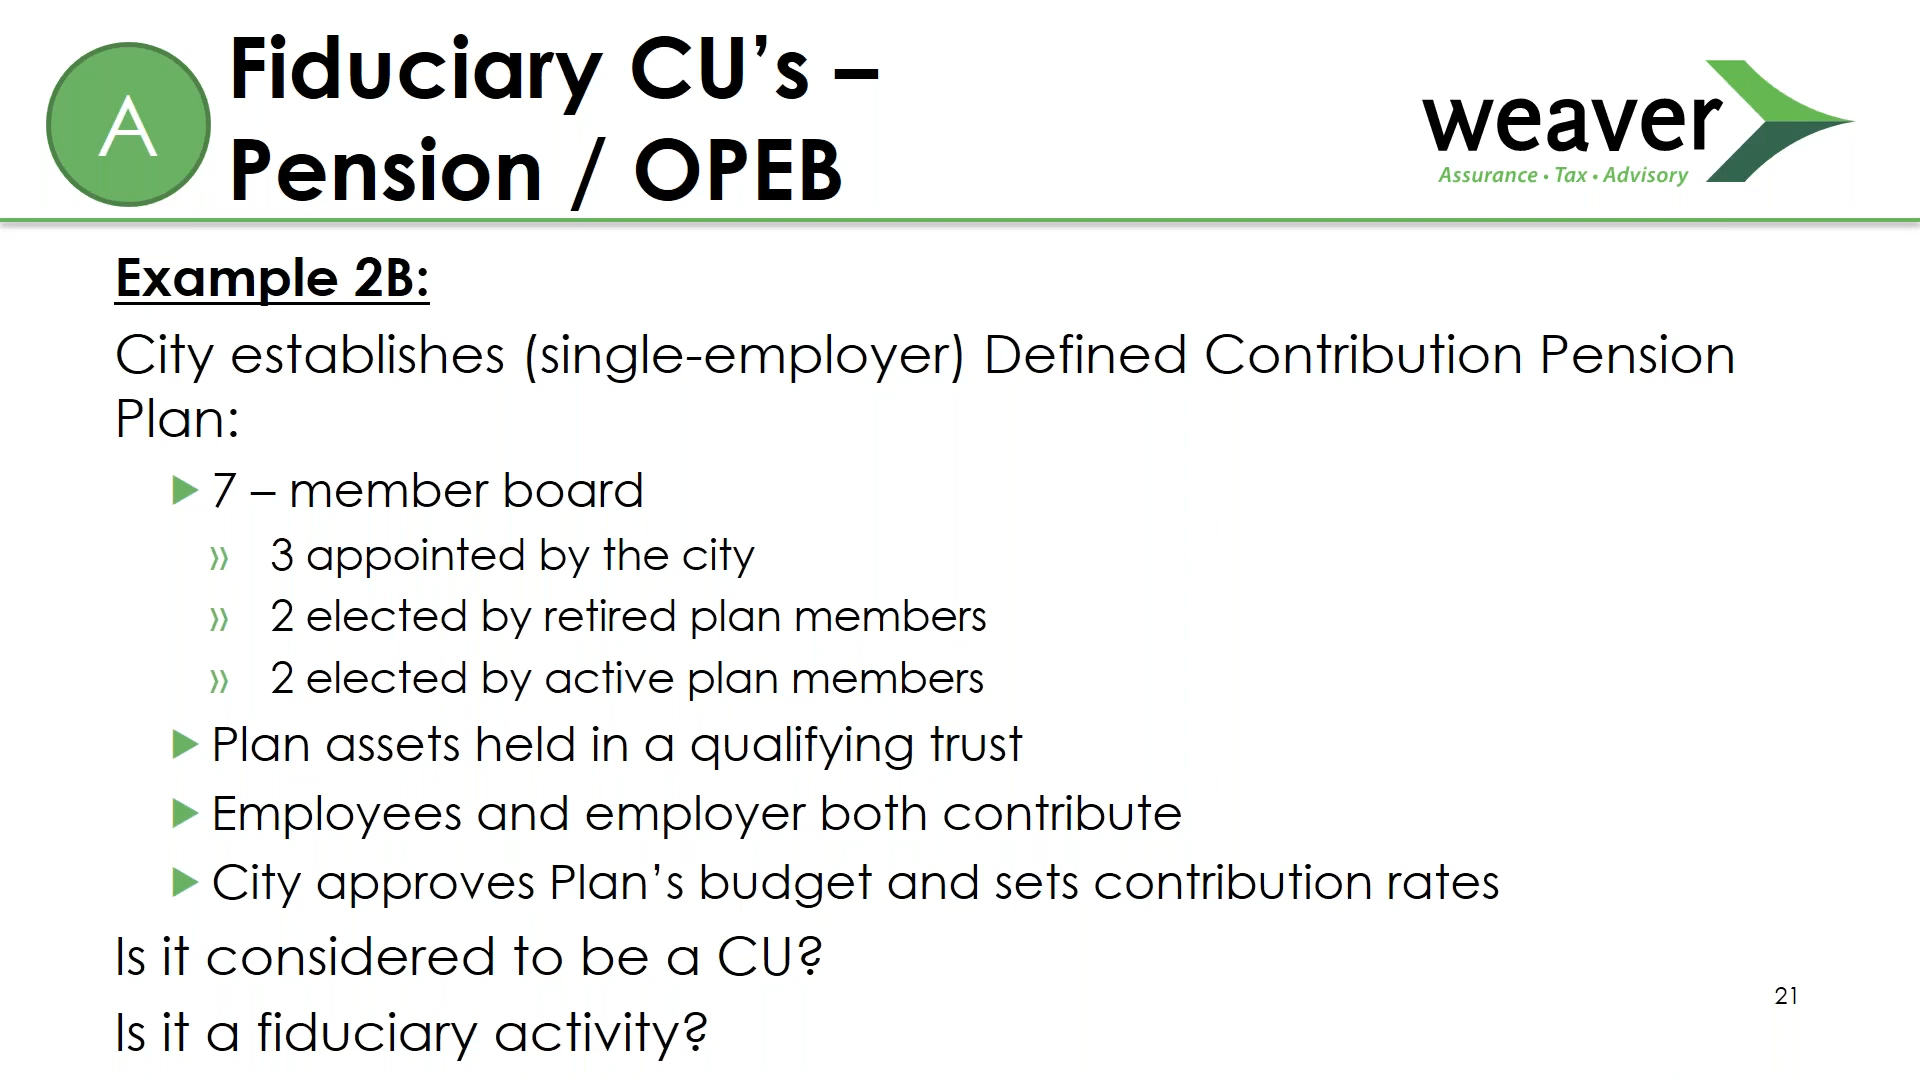 A
Fiduciary CU’s –
Pension / OPEB
weaver
Assurance • Tax • Advisory
Example 2B:
City establishes (single-employer) Defined Contribution Pension
Plan:
7 – member board
» 3 appointed by the city
» 2 elected by retired plan members
» 2 elected by active plan members
Plan assets held in a qualifying trust
Employees and employer both contribute
City approves Plan’s budget and sets contribution rates
Is it considered to be a CU?
21
Is it a fiduciary activity?